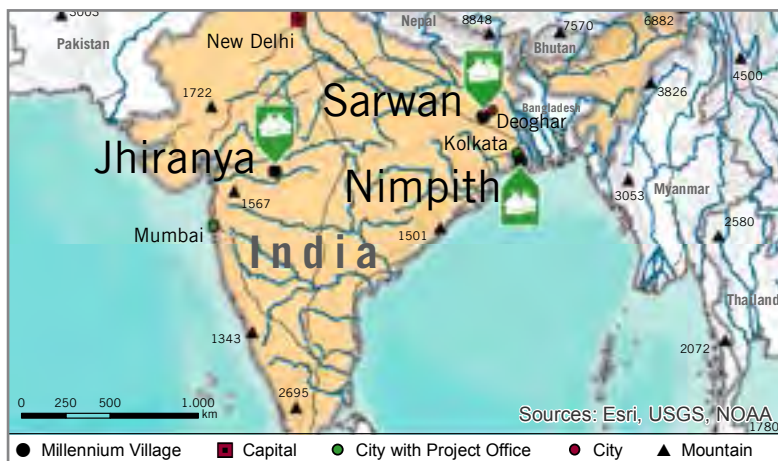 3003
Nepal
8848
7570
6882
Pakistan
New Delhi
Bhutan
4500
1722
Sarwan
3826
Bangladesh
Deoghar
Kolkata
Jhiranya
Nimpith
3053
Myanmar
1567
Mumbai
1501
2580
India
Thailand
1343
2072
2695
0 250 500 1.000
km
Sources: Esri, USGS, NOAA
1780
Millennium Village Capital City with Project Office City Mountain